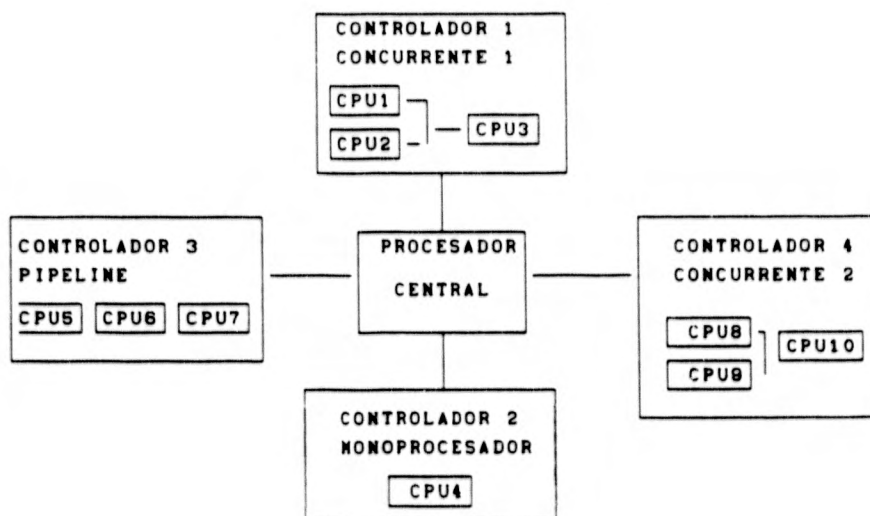 CONTROLADOR 1
CONCURRENTE 1
CPU1
CPU2
CPU3
CONTROLADOR 3
PIPELINE
CPU5 CPU6 CPU7
PROCESADOR
CENTRAL
CONTROLADOR 4
CONCURRENTE 2
CPU8
CPU9
CPU10
CONTROLADOR 2
MONOPROCESADOR
CPU4